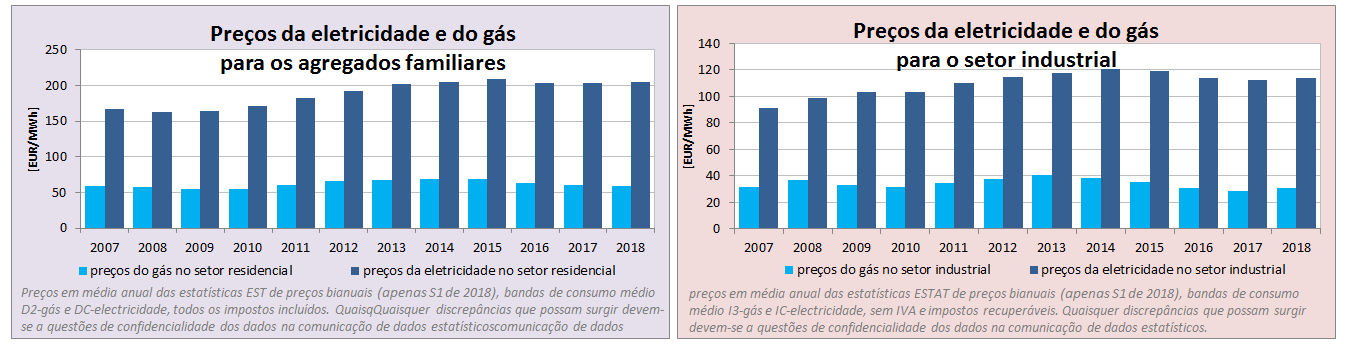 Preços da eletricidade e do gás
para os agregados familiares
250
200
150
100
50
0
[EUR/MWh]
2007 2008 2009 2010 2011 2012 2013 2014 2015 2016 2017 2018
preços do gás no setor residencial preços da eletricidade no setor residencial
Preços em média anual das estatísticas EST de preços bianuais (apenas S1 de 2018), bandas de consumo médio
D2-gás e DC-electricidade, todos os impostos incluídos. QuaisqQuaisquer discrepâncias que possam surgir devem-
se a questões de confidencialidade dos dados na comunicação de dados estatísticoscomunicação de dados
Preços da eletricidade e do gás
para o setor industrial
140
120
100
80
60
40
20
0
[EUR/MWh]
2007 2008 2009 2010 2011 2012 2013 2014 2015 2016 2017 2018
preços do gás no setor industrial preços da eletricidade no setor industrial
preços em média anual das estatísticas ESTAT de preços bianuais (apenas S1 de 2018), bandas de consumo
médio I3-gás e IC-electricidade, sem IVA e impostos recuperáveis. Quaisquer discrepâncias que possam surgir
devem-se a questões de confidencialidade dos dados na comunicação de dados estatísticos.